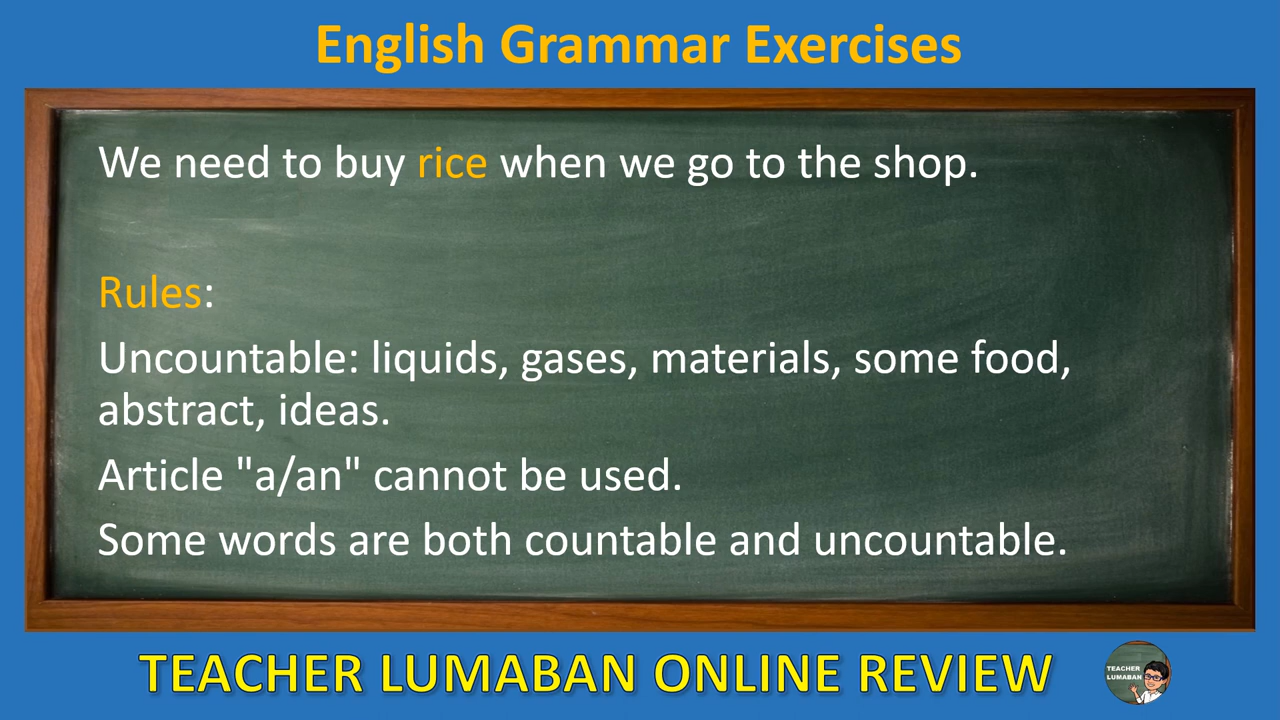 English Grammar Exercises
We need to buy rice when we go to the shop.
Rules:
Uncountable: liquids, gases, materials, some food,
abstract, ideas.
Article "a/an" cannot be used.
Some words are both countable and uncountable.
TEACHER LUMABAN ONLINE REVIEW
TEACHER
LUMABAN